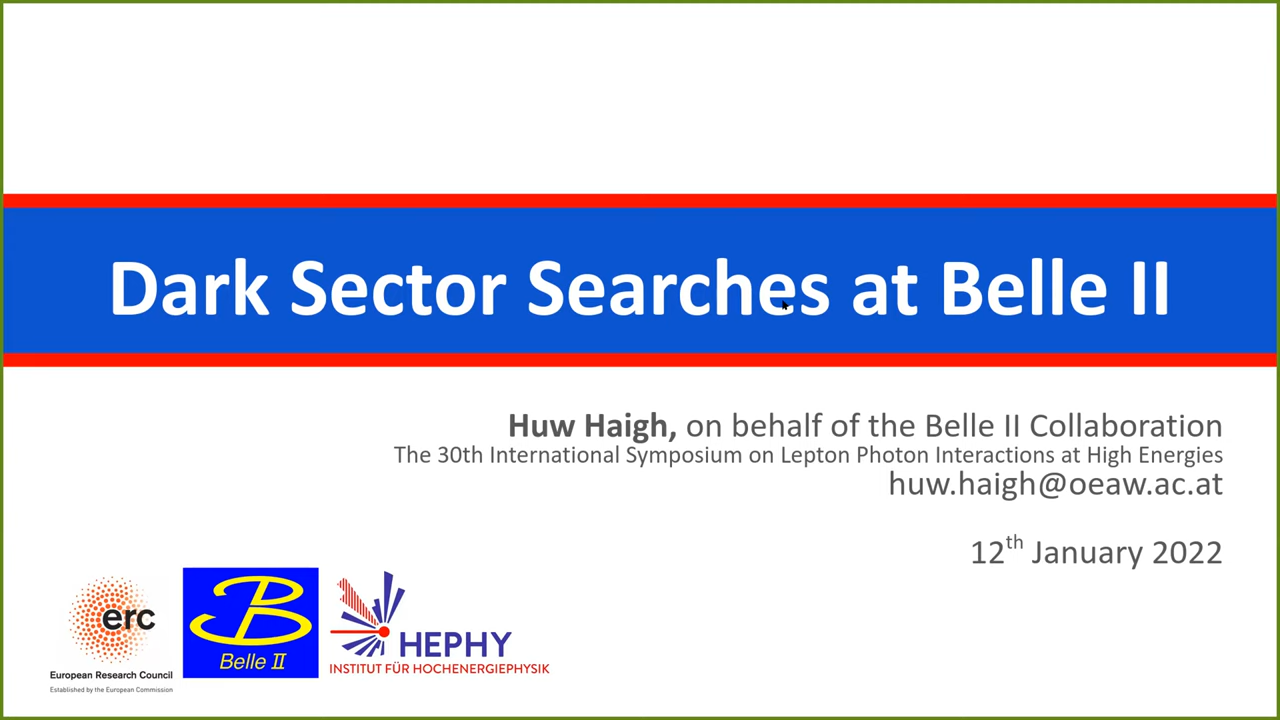 Dark Sector Searches at Belle II
Huw Haigh, on behalf of the Belle II Collaboration
The 30th International Symposium on Lepton Photon Interactions at High Energies
huw.haigh@oeaw.ac.at
12th January 2022
erc
European Research Council
Established by the European Commission
B
Belle II
HEPHY
INSTITUT FÜR HOCHENERGIEPHYSIK